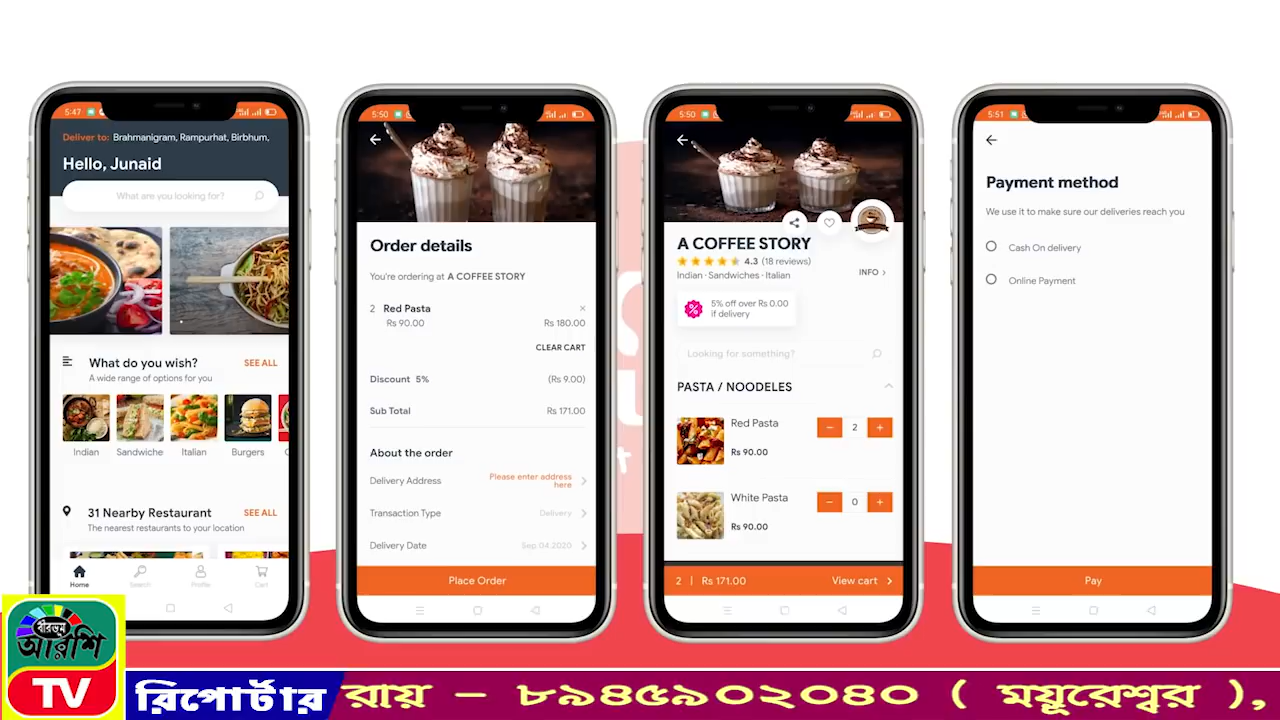 5:47
Deliver to: Brahmanigram, Rampurhat, Birbhum,
Hello, Junaid
What are you looking for?
What do you wish?
SEE ALL
A wide range of options for you
Indian
Sandwiche
Italian
Burgers
31 Nearby Restaurant
SEE ALL
The nearest restaurants to your location
Home
Search
Profile
Cart
5:50
Order details
You're ordering at A COFFEE STORY
2 Red Pasta
Rs 90.00
Rs 180.00
CLEAR CART
Discount 5%
(Rs 9.00)
Sub Total
Rs 171.00
About the order
Delivery Address
Please enter address
here
Transaction Type
Delivery
Delivery Date
Sep 04 2020
Place Order
5:50
A COFFEE STORY
4.3 (18 reviews)
Indian · Sandwiches · Italian
INFO
5% off over Rs 0.00
if delivery
Looking for something?
PASTA / NOODELES
Red Pasta
2
Rs 90.00
White Pasta
0
Rs 90.00
2 | Rs 171.00
View cart
5:51
Payment method
We use it to make sure our deliveries reach you
Cash On delivery
Online Payment
Pay
বীরভূম
আরশি
TV
রিপোর্টার
রায় – ৮৯৪৫৯০২০৪০ ( ময়ূরেশ্বর ),